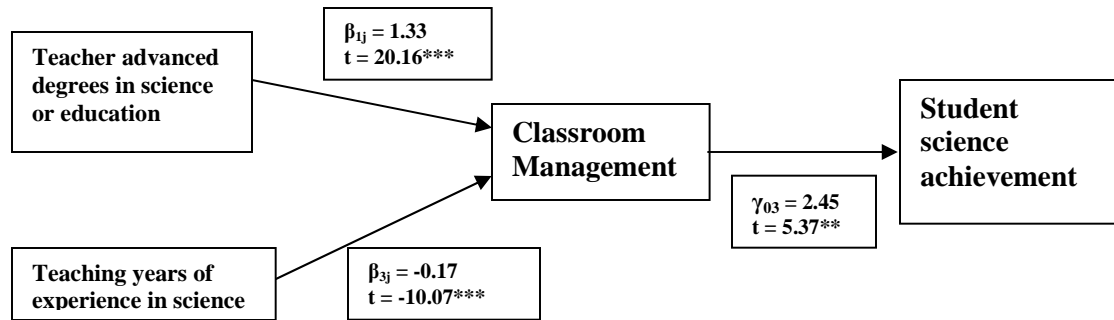 β1j = 1.33
t = 20.16***
Teacher advanced
degrees in science
or education
Classroom
Management
Student
science
achievement
γ03 = 2.45
t = 5.37**
Teaching years of
experience in science
β3j = -0.17
t = -10.07***